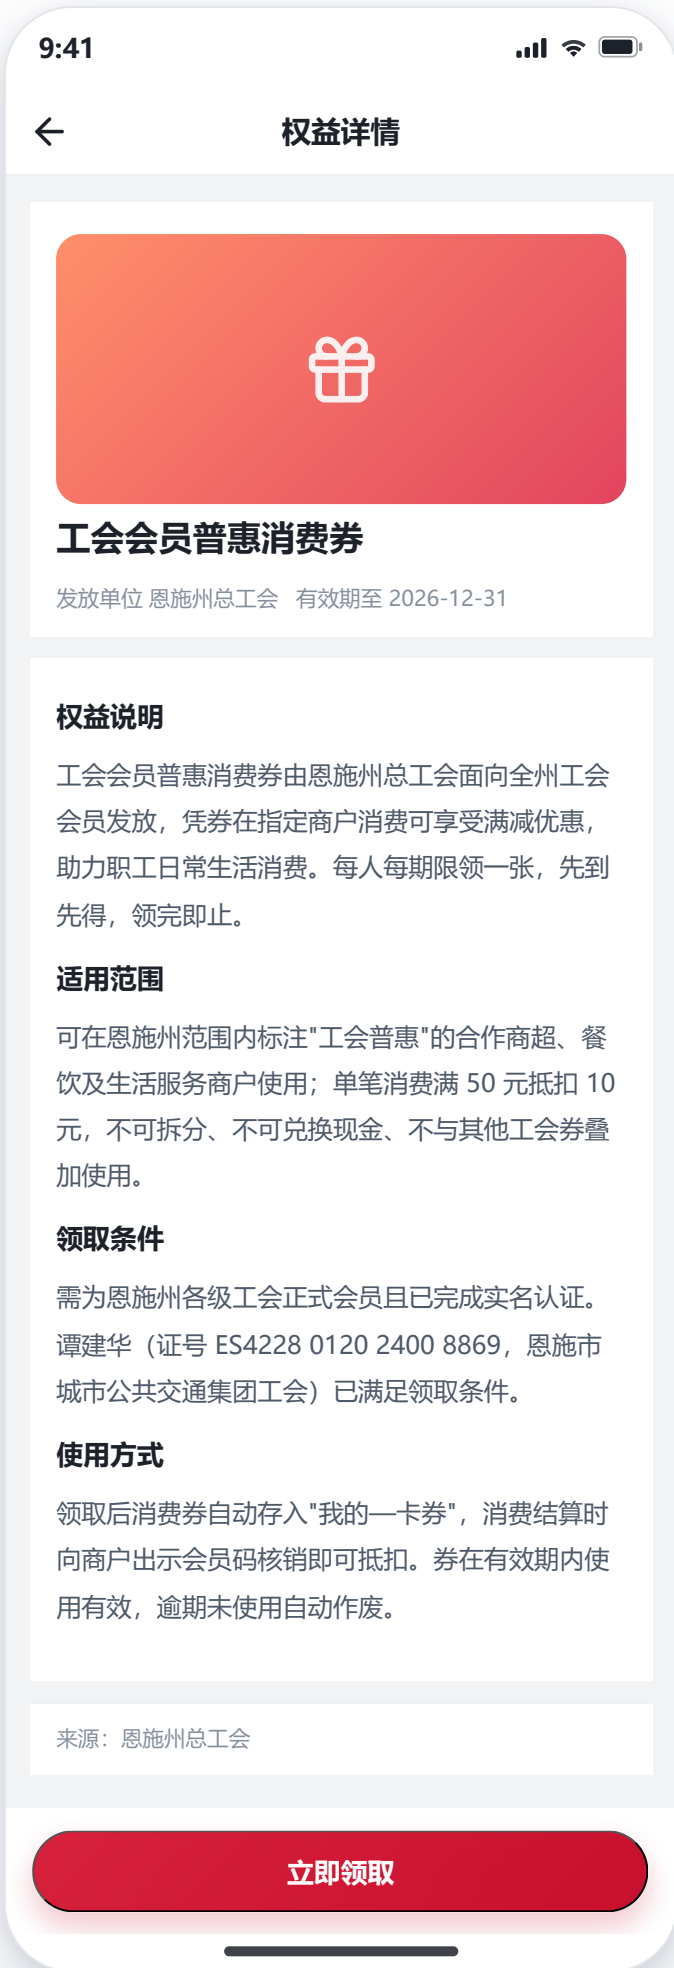 9:41
权益详情
工会会员普惠消费券
发放单位 恩施州总工会 有效期至 2026-12-31
权益说明
工会会员普惠消费券由恩施州总工会面向全州工会
会员发放，凭券在指定商户消费可享受满减优惠，
助力职工日常生活消费。每人每期限领一张，先到
先得，领完即止。
适用范围
可在恩施州范围内标注"工会普惠"的合作商超、餐
饮及生活服务商户使用；单笔消费满 50 元抵扣 10
元，不可拆分、不可兑换现金、不与其他工会券叠
加使用。
领取条件
需为恩施州各级工会正式会员且已完成实名认证。
谭建华（证号 ES4228 0120 2400 8869，恩施市
城市公共交通集团工会）已满足领取条件。
使用方式
领取后消费券自动存入"我的—卡券"，消费结算时
向商户出示会员码核销即可抵扣。券在有效期内使
用有效，逾期未使用自动作废。
来源：恩施州总工会
立即领取